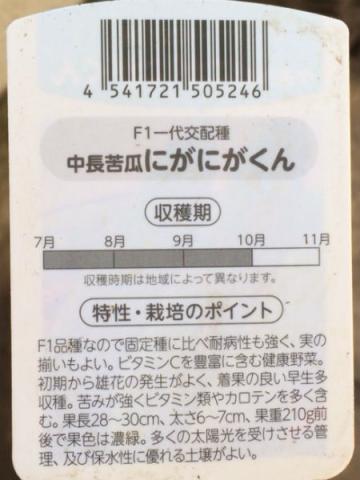 4 541721 505246
F1一代交配種
中長苦瓜にがにがくん
収穫期
7月 8月 9月 10月 11月
収穫時期は地域によって異なります。
特性・栽培のポイント
F1品種なので固定種に比べ耐病性も強く、実の
揃いもよい。ビタミンCを豊富に含む健康野菜。
初期から雄花の発生がよく、着果の良い早生多
収種。苦みが強くビタミン類やカロテンを多く含
む。果長28〜30cm、太さ6〜7cm、果重210g前
後で果色は濃緑。多くの太陽光を受けさせる管
理、及び保水性に優れる土壌がよい。